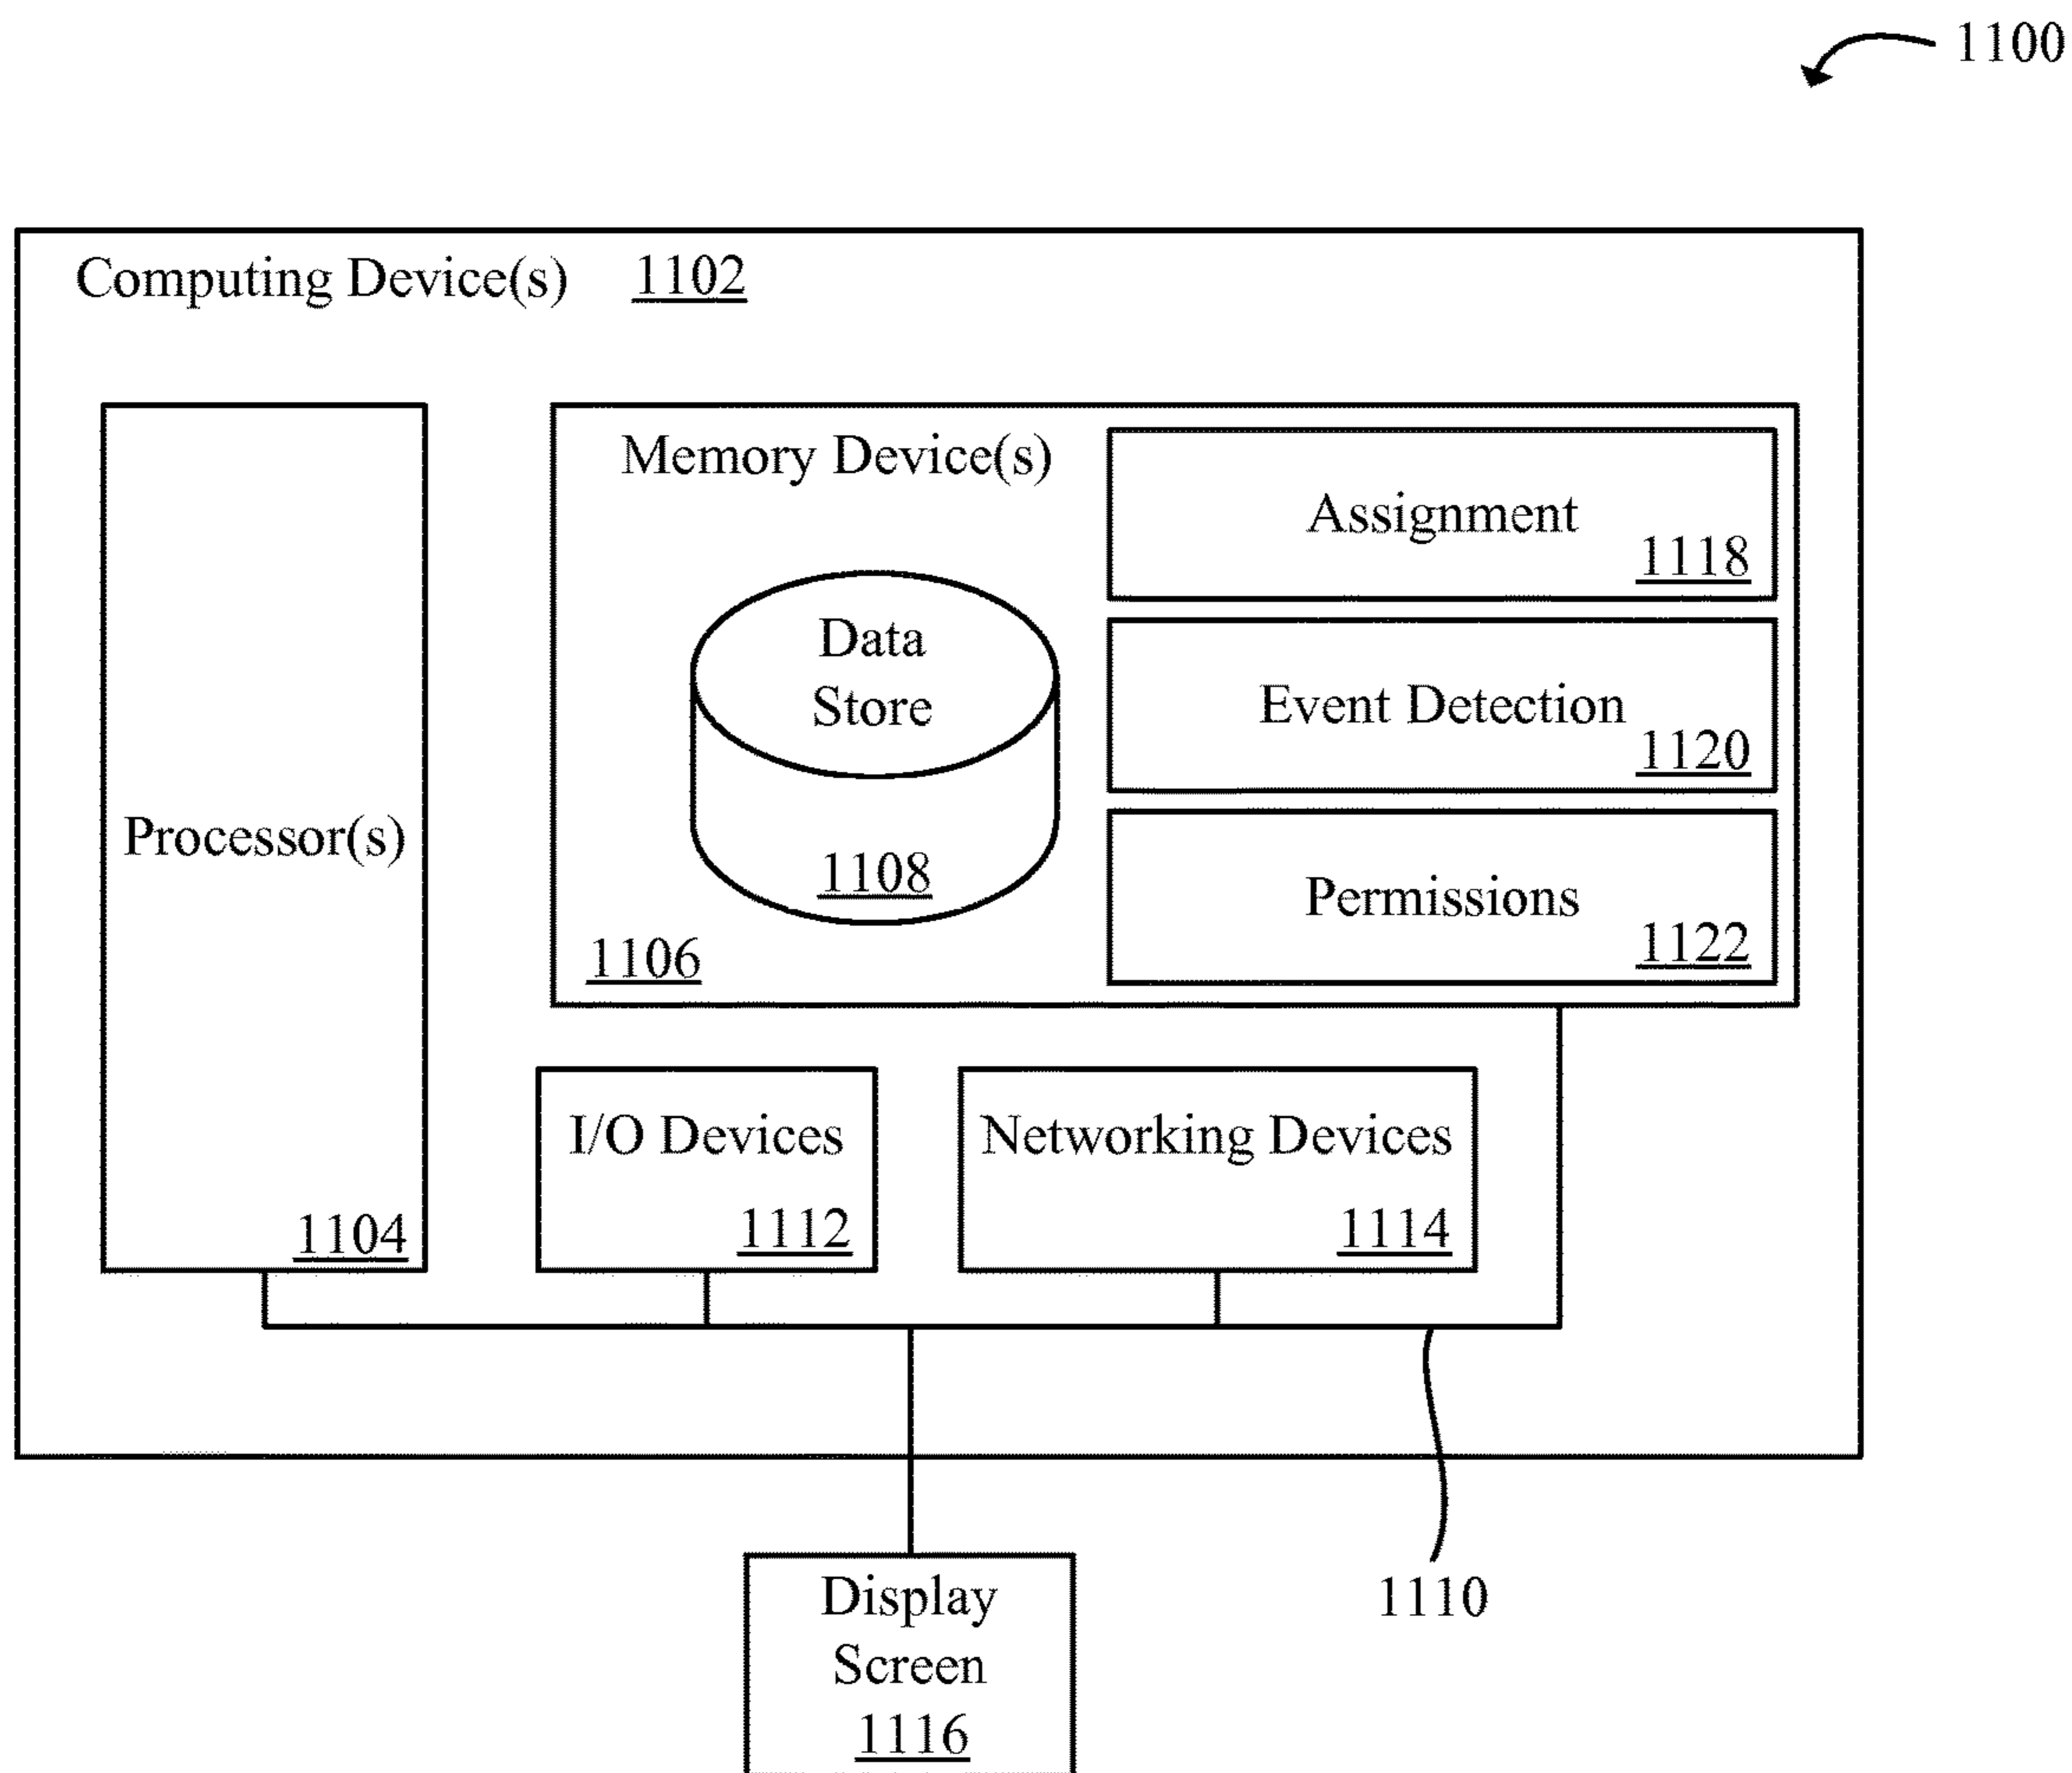 1100
Computing Device(s) 1102
Memory Device(s)
Assignment
1118
Data
Store
Event Detection
1120
Processor(s)
1108
Permissions
1122
1106
I/O Devices
1112
Networking Devices
1114
1104
1110
Display
Screen
1116